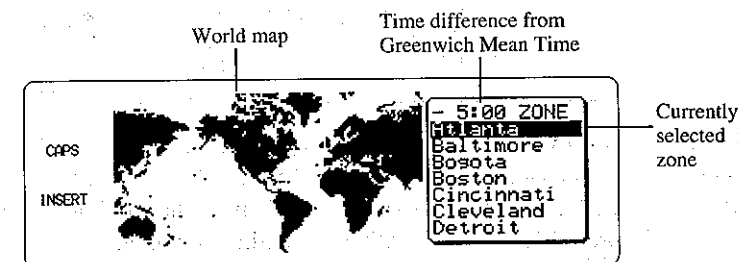 World map
Time difference from
Greenwich Mean Time
CAPS
INSERT
- 5:00 ZONE
Atlanta
Baltimore
Bogota
Boston
Cincinnati
Cleveland
Detroit
Currently
selected
zone